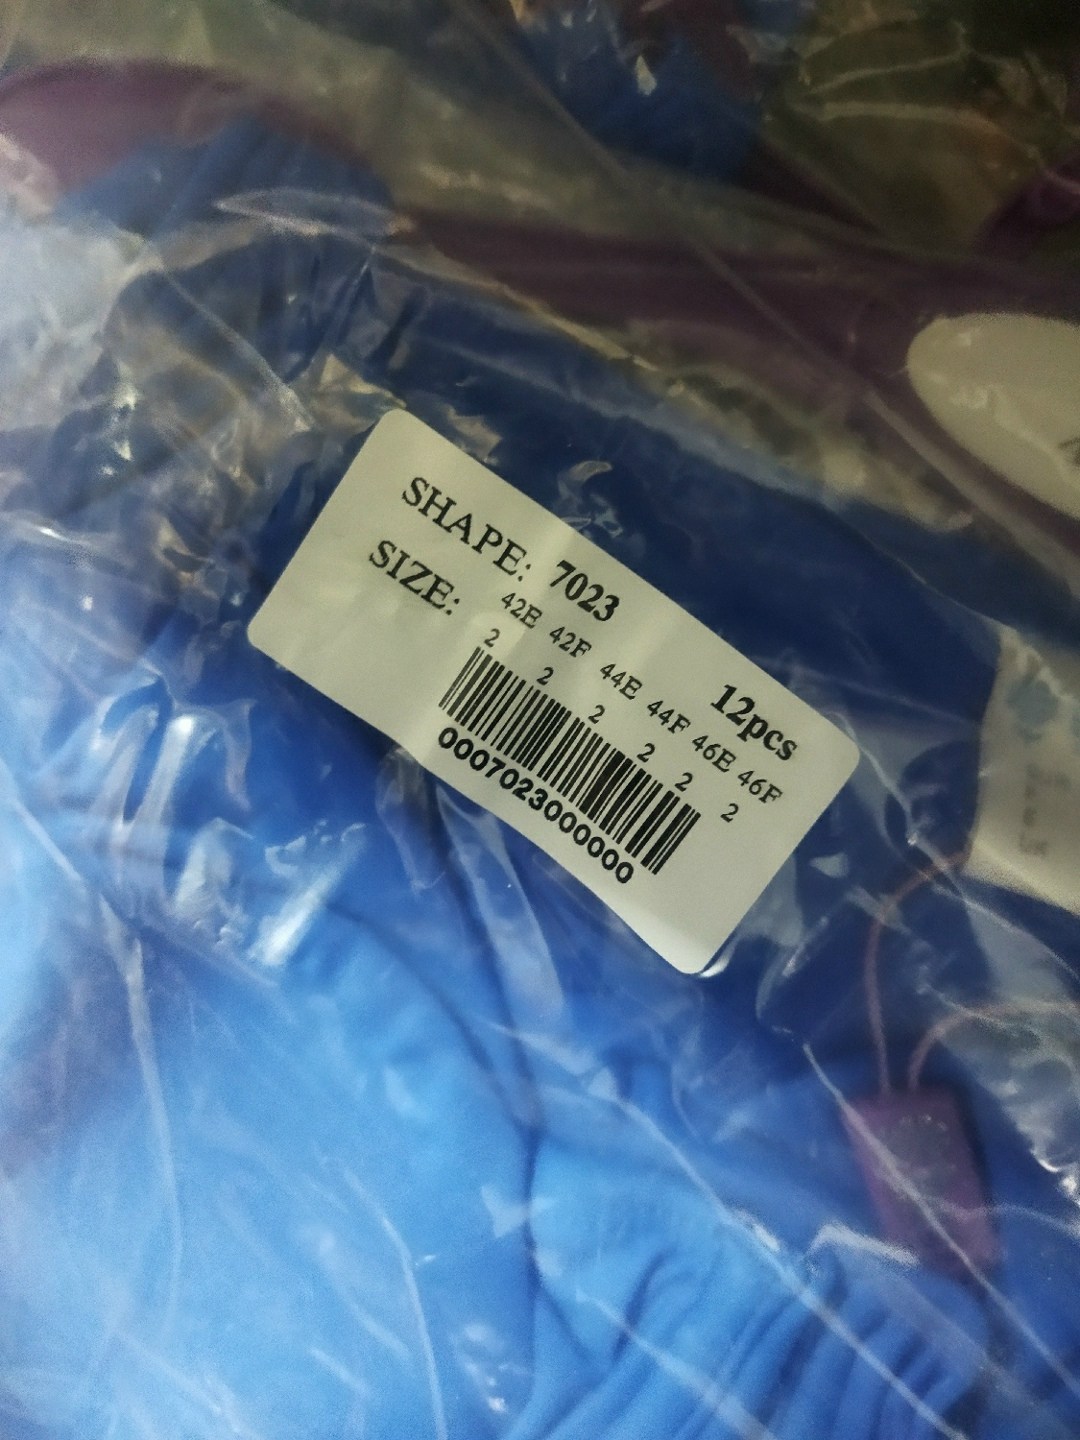 SHAPE: 7023 12pcs
SIZE: 42E 42F 44E 44F 46E 46F
2 2 2 2 2 2
0007023000000